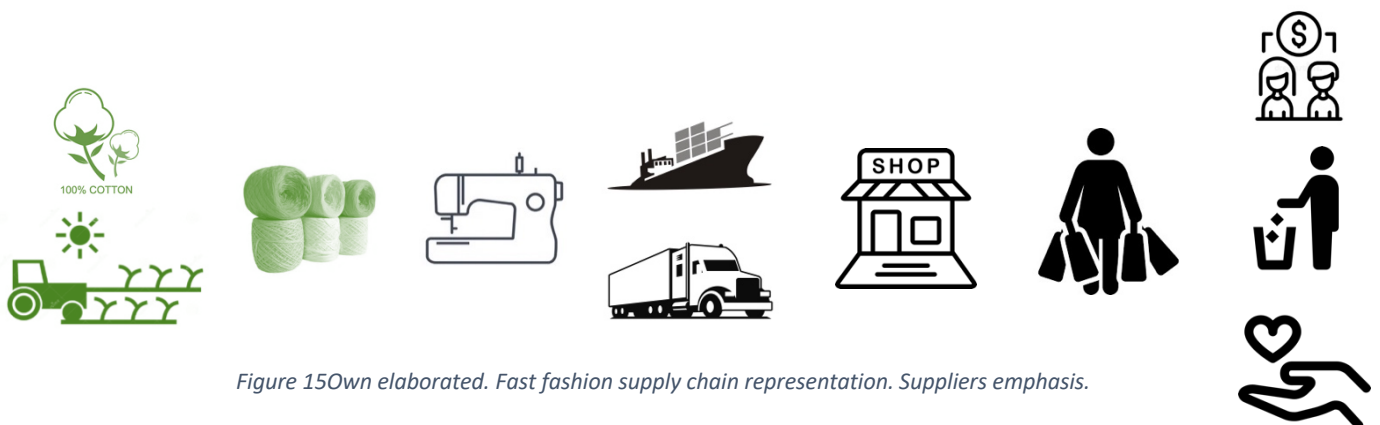 100% COTTON
SHOP
$
Figure 15Own elaborated. Fast fashion supply chain representation. Suppliers emphasis.